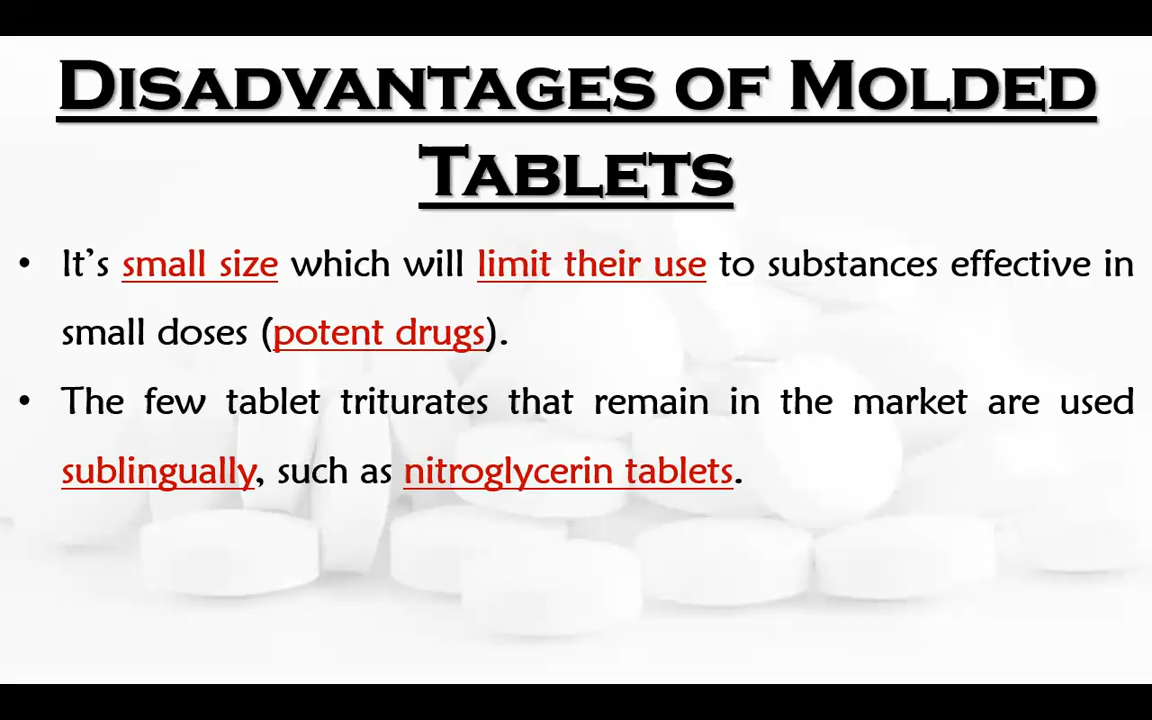 DISADVANTAGES OF MOLDED
TABLETS
• It’s small size which will limit their use to substances effective in
small doses (potent drugs).
• The few tablet triturates that remain in the market are used
sublingually, such as nitroglycerin tablets.